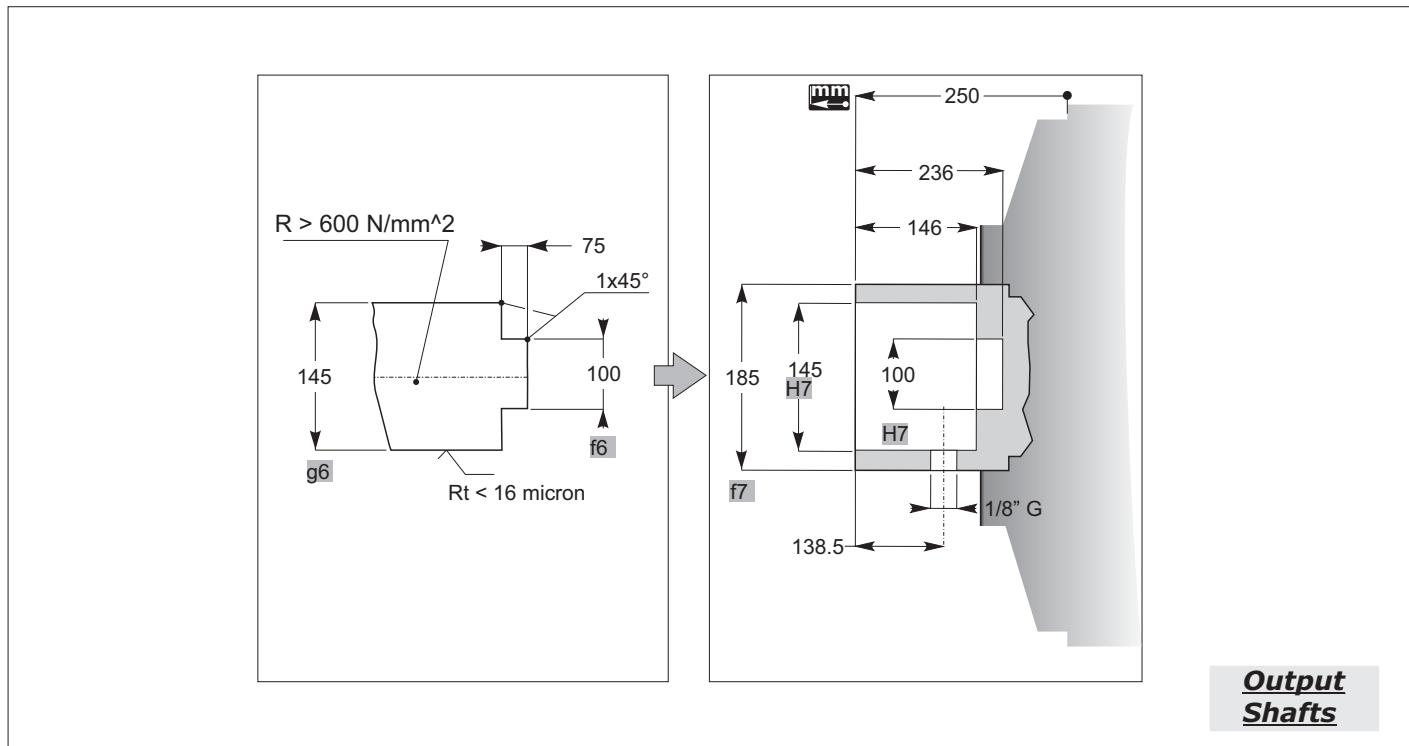 R > 600 N/mm^2
75
1x45°
145
g6
100
f6
Rt < 16 micron
mm
250
236
146
185
f7
145
H7
100
H7
1/8” G
138.5
Output
Shafts